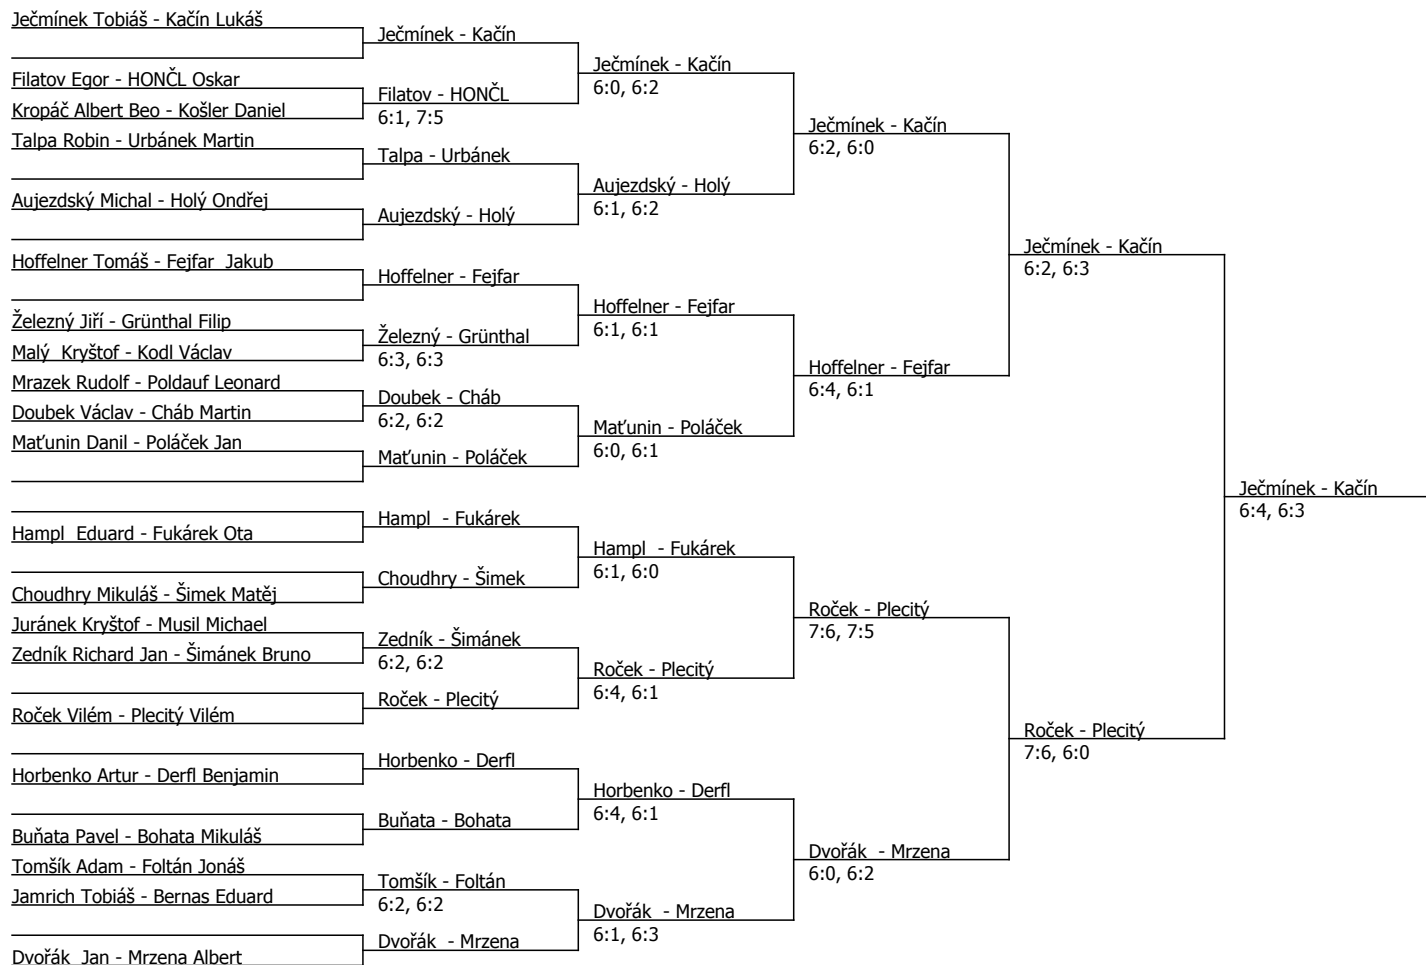 Ječmínek Tobiáš - Kačín Lukáš
Filatov Egor - HONČL Oskar
Kropáč Albert Beo - Košler Daniel
Talpa Robin - Urbánek Martin
Aujezdský Michal - Holý Ondřej
Hoffelner Tomáš - Fejfar  Jakub
Železný Jiří - Grünthal Filip
Malý  Kryštof - Kodl Václav
Mrazek Rudolf - Poldauf Leonard
Doubek Václav - Cháb Martin
Maťunin Danil - Poláček Jan
Hampl  Eduard - Fukárek Ota
Choudhry Mikuláš - Šimek Matěj
Juránek Kryštof - Musil Michael
Zedník Richard Jan - Šimánek Bruno
Roček Vilém - Plecitý Vilém
Horbenko Artur - Derfl Benjamin
Buňata Pavel - Bohata Mikuláš
Tomšík Adam - Foltán Jonáš
Jamrich Tobiáš - Bernas Eduard
Dvořák  Jan - Mrzena Albert
Ječmínek - Kačín
Filatov - HONČL
6:1, 7:5
Talpa - Urbánek
Aujezdský - Holý
Hoffelner - Fejfar
Železný - Grünthal
6:3, 6:3
Doubek - Cháb
6:2, 6:2
Maťunin - Poláček
Hampl  - Fukárek
Choudhry - Šimek
Zedník - Šimánek
6:2, 6:2
Roček - Plecitý
Horbenko - Derfl
Buňata - Bohata
Tomšík - Foltán
6:2, 6:2
Dvořák  - Mrzena
Ječmínek - Kačín
6:0, 6:2
Aujezdský - Holý
6:1, 6:2
Hoffelner - Fejfar
6:1, 6:1
Maťunin - Poláček
6:0, 6:1
Hampl  - Fukárek
6:1, 6:0
Roček - Plecitý
6:4, 6:1
Horbenko - Derfl
6:4, 6:1
Dvořák  - Mrzena
6:1, 6:3
Ječmínek - Kačín
6:2, 6:0
Hoffelner - Fejfar
6:4, 6:1
Roček - Plecitý
7:6, 7:5
Dvořák  - Mrzena
6:0, 6:2
Ječmínek - Kačín
6:2, 6:3
Roček - Plecitý
7:6, 6:0
Ječmínek - Kačín
6:4, 6:3